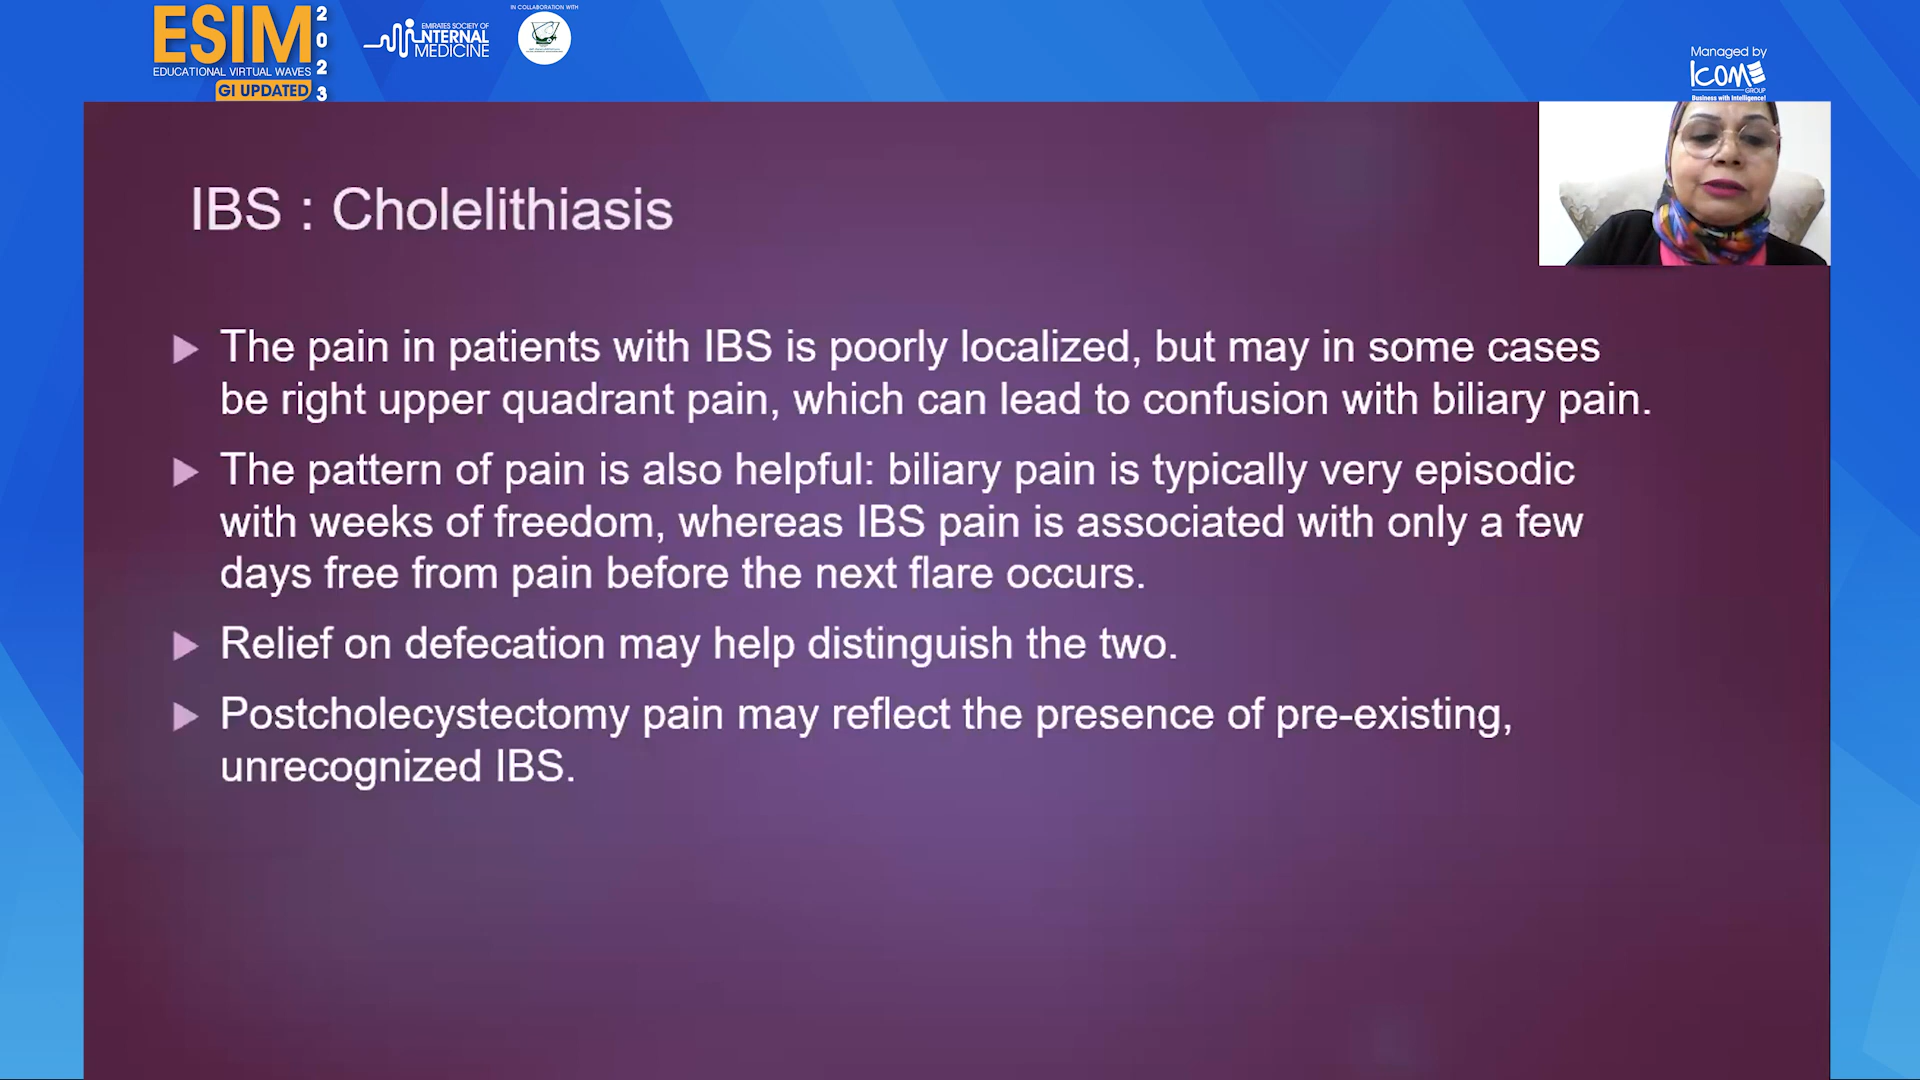 ESIM 2023
EDUCATIONAL VIRTUAL WAVES
GI UPDATED
EMIRATES SOCIETY OF
INTERNAL
MEDICINE
IN COLLABORATION WITH
Managed by
ICOME
GROUP
Business with Intelligence!
IBS : Cholelithiasis
The pain in patients with IBS is poorly localized, but may in some cases
be right upper quadrant pain, which can lead to confusion with biliary pain.
The pattern of pain is also helpful: biliary pain is typically very episodic
with weeks of freedom, whereas IBS pain is associated with only a few
days free from pain before the next flare occurs.
Relief on defecation may help distinguish the two.
Postcholecystectomy pain may reflect the presence of pre-existing,
unrecognized IBS.